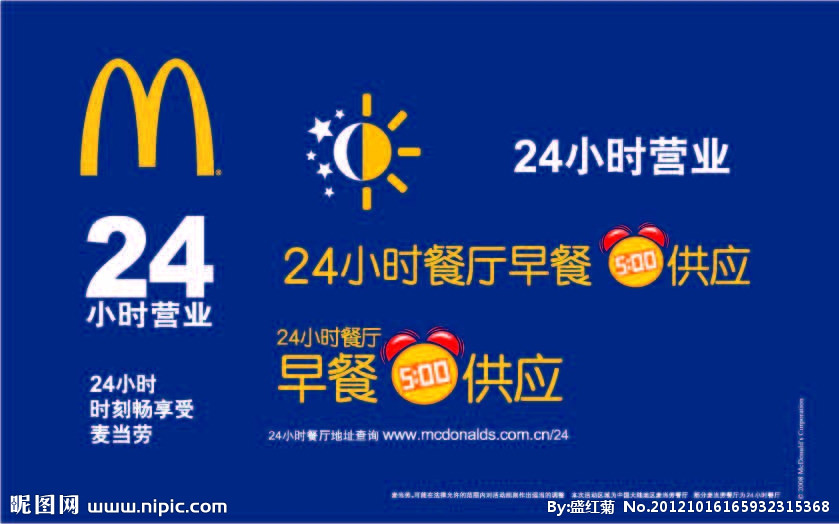 24小时营业
24
小时营业
24小时餐厅早餐 5:00 供应
24小时餐厅
早餐 5:00 供应
24小时
时刻畅享受
麦当劳
24小时餐厅地址查询 www.mcdonalds.com.cn/24
© 2008 McDonald's Corporation
昵图网 www.nipic.com
By:盛红菊 No.20121016165932315368